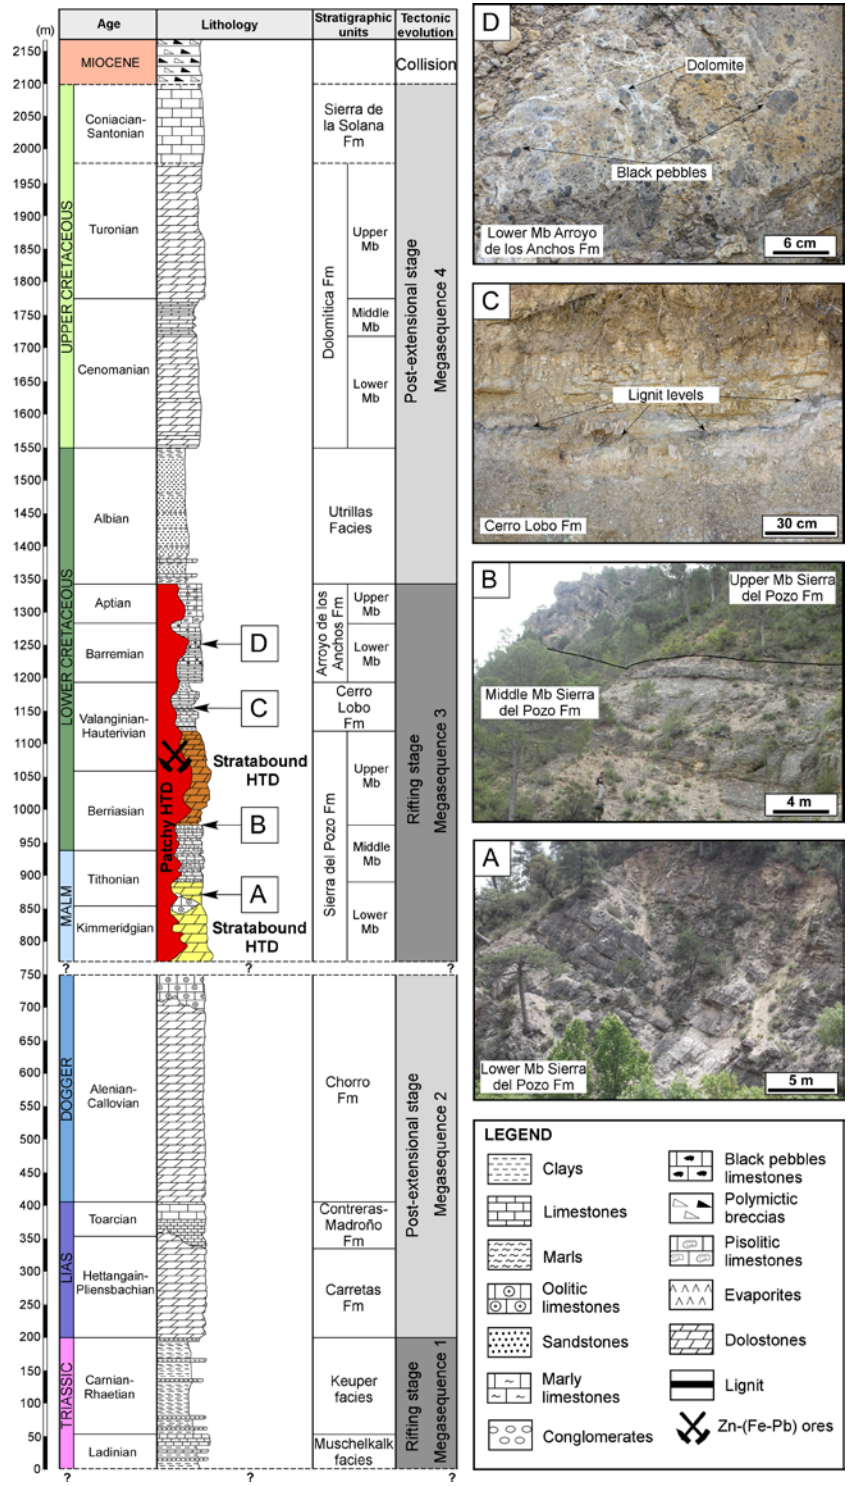 (m)
Age
Lithology
Stratigraphic
units
Tectonic
evolution
2150
2100
2050
2000
1950
1900
1850
1800
1750
1700
1650
1600
1550
1500
1450
1400
1350
1300
1250
1200
1150
1100
1050
1000
950
900
850
800
750
700
650
600
550
500
450
400
350
300
250
200
150
100
50
0
MIOCENE
Collision
UPPER CRETACEOUS
Coniacian-
Santonian
Sierra de
la Solana
Fm
Turonian
Cenomanian
Dolomítica Fm
Upper
Mb
Middle
Mb
Lower
Mb
Post-extensional stage
Megasequence 4
LOWER CRETACEOUS
Albian
Utrillas
Facies
Aptian
Barremian
Arroyo de los
Anchos Fm
Upper
Mb
Lower
Mb
D
C
Valanginian-
Hauterivian
Cerro
Lobo
Fm
Stratabound
HTD
Patchy HTD
Berriasian
B
Sierra del Pozo Fm
Upper
Mb
Middle
Mb
Lower
Mb
Rifting stage
Megasequence 3
MALM
Tithonian
A
Kimmeridgian
Stratabound
HTD
? ? ?
DOGGER
Alenian-
Callovian
Chorro
Fm
Post-extensional stage
Megasequence 2
LIAS
Toarcian
Contreras-
Madroño
Fm
Hettangain-
Pliensbachian
Carretas
Fm
TRIASSIC
Carnian-
Rhaetian
Keuper
facies
Ladinian
Muschelkalk
facies
Rifting stage
Megasequence 1
? ? ?
D
Dolomite
Black pebbles
Lower Mb Arroyo
de los Anchos Fm
6 cm
C
Lignit levels
Cerro Lobo Fm
30 cm
B
Upper Mb Sierra
del Pozo Fm
Middle Mb Sierra
del Pozo Fm
4 m
A
Lower Mb Sierra
del Pozo Fm
5 m
LEGEND
Clays
Limestones
Marls
Oolitic
limestones
Sandstones
Marly
limestones
Conglomerates
Black pebbles
limestones
Polymictic
breccias
Pisolitic
limestones
Evaporites
Dolostones
Lignit
Zn-(Fe-Pb) ores